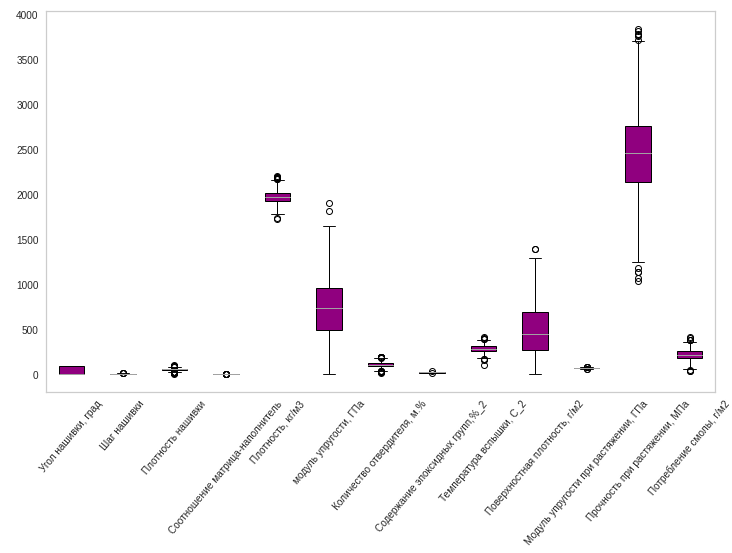 4000
3500
3000
2500
2000
1500
1000
500
0
Угол нашивки, град
Шаг нашивки
Плотность нашивки
Соотношение матрица-наполнитель
Плотность, кг/м3
модуль упругости, ГПа
Количество отвердителя, м.%
Содержание эпоксидных групп,%_2
Температура вспышки, С_2
Поверхностная плотность, г/м2
Модуль упругости при растяжении, ГПа
Прочность при растяжении, МПа
Потребление смолы, г/м2